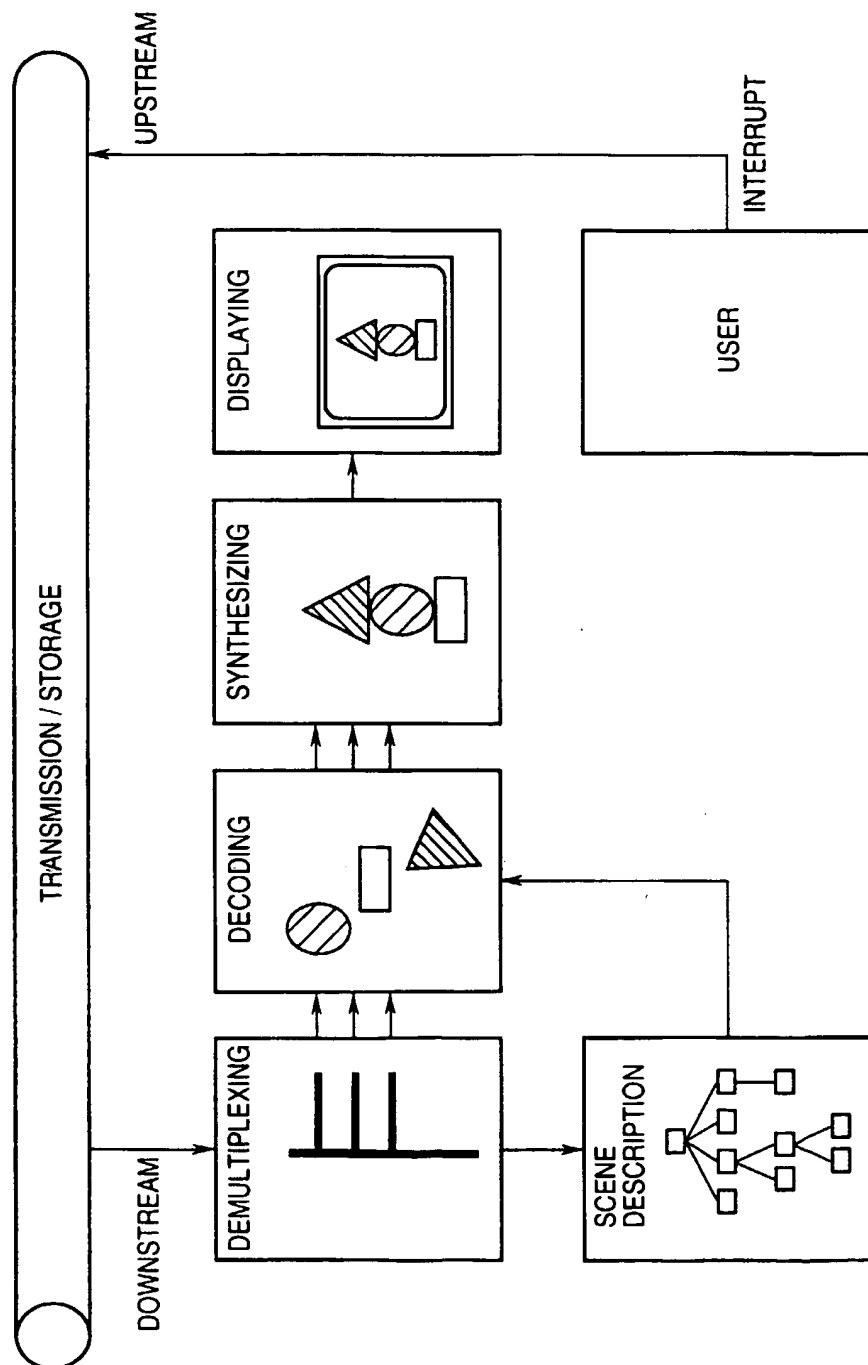 TRANSMISSION / STORAGE
DOWNSTREAM
UPSTREAM
DEMULTIPLEXING
DECODING
SYNTHESIZING
DISPLAYING
SCENE
DESCRIPTION
USER
INTERRUPT